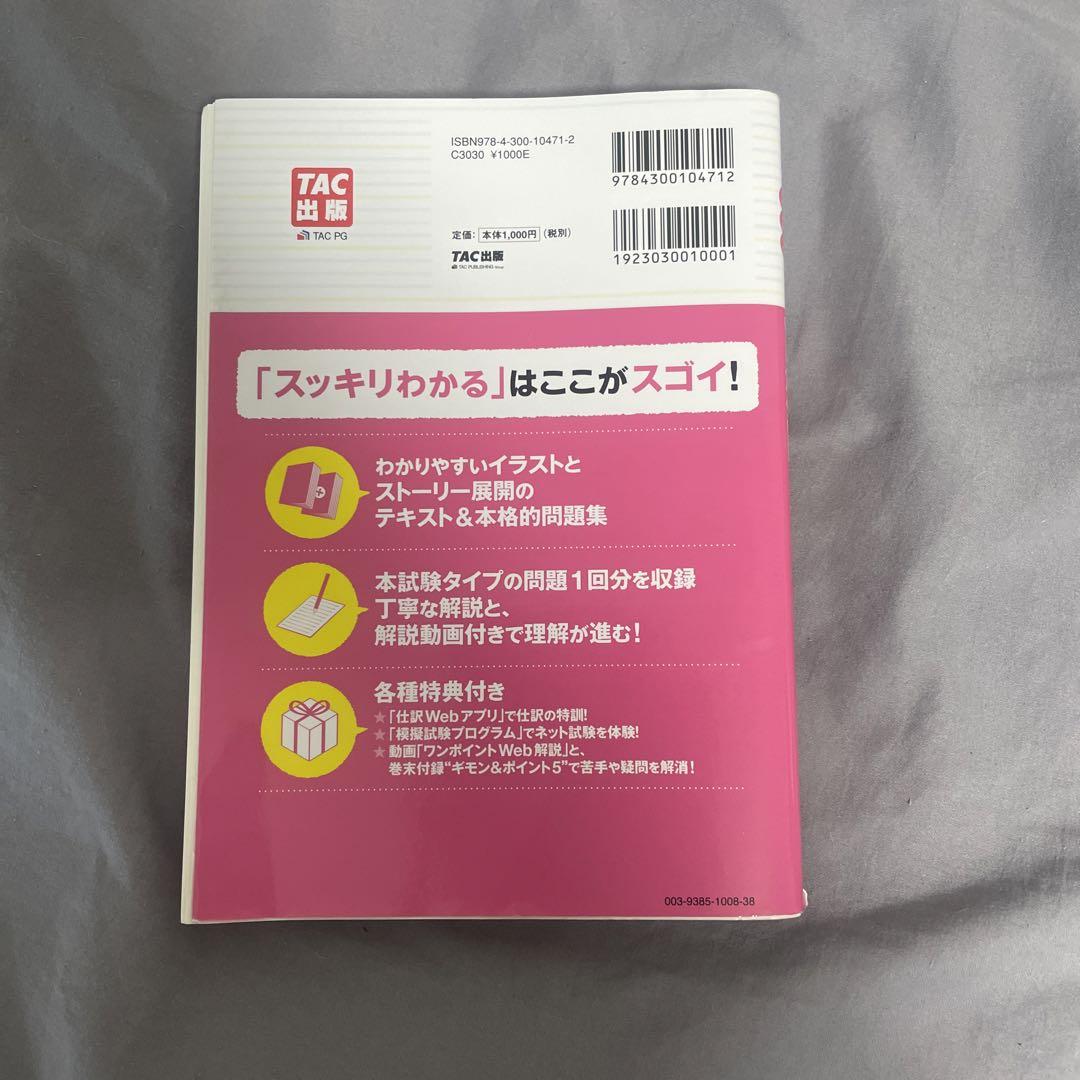 TAC
出版
TAC PG
ISBN978-4-300-10471-2
C3030 ¥1000E
9784300104712
定価： 本体1,000円 （税別）
TAC出版
TAC PUBLISHING Group
1923030010001
「スッキリわかる」はここがスゴイ！
わかりやすいイラストと
ストーリー展開の
テキスト＆本格的問題集
本試験タイプの問題1回分を収録
丁寧な解説と、
解説動画付きで理解が進む！
各種特典付き
★「仕訳Webアプリ」で仕訳の特訓！
★「模擬試験プログラム」でネット試験を体験！
★動画「ワンポイントWeb解説」と、
巻末付録“ギモン＆ポイント5”で苦手や疑問を解消！
003-9385-1008-38